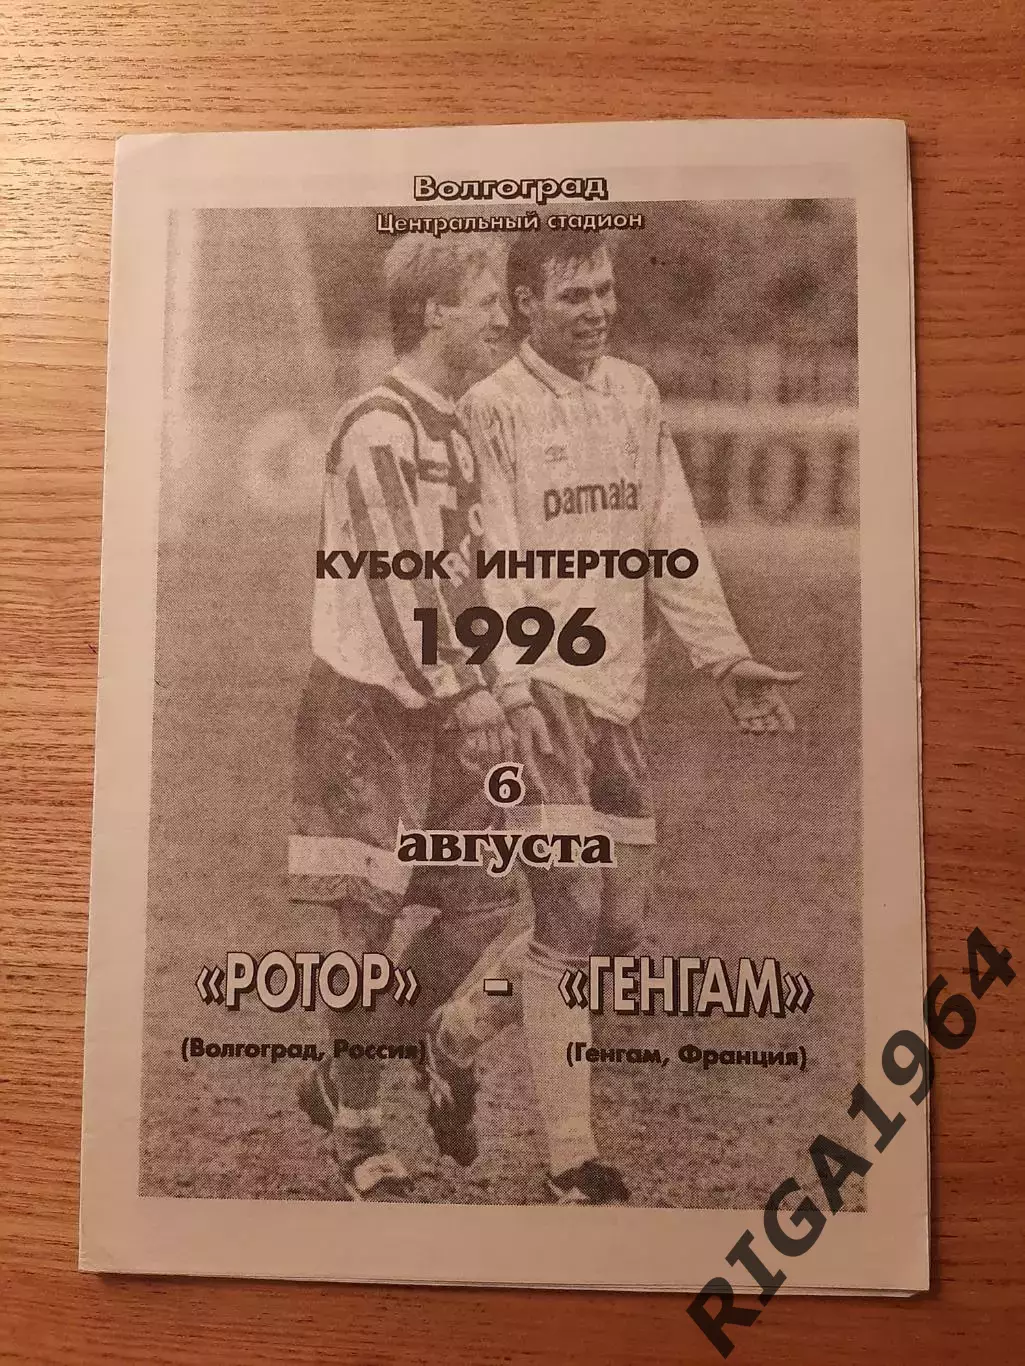 Волгоград
Центральный стадион
parmalat
КУБОК ИНТЕРТОТО
1996
6
августа
«РОТОР» - «ГЕНГАМ»
(Волгоград, Россия) (Генгам, Франция)
RIGA1964